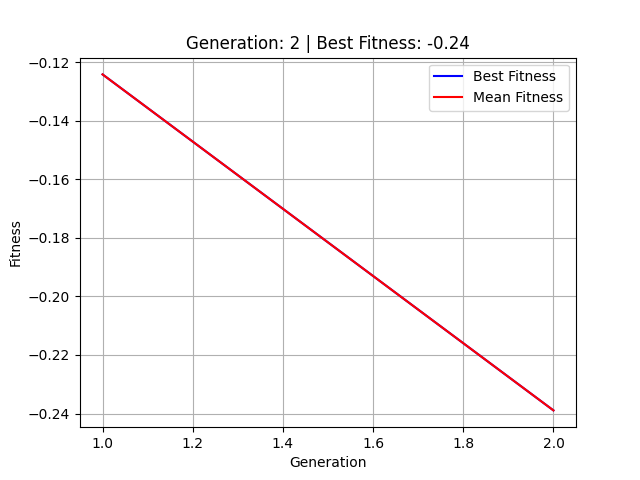 Generation: 2 | Best Fitness: -0.24
Best Fitness
Mean Fitness
−0.12
−0.14
−0.16
−0.18
−0.20
−0.22
−0.24
Fitness
1.0 1.2 1.4 1.6 1.8 2.0
Generation